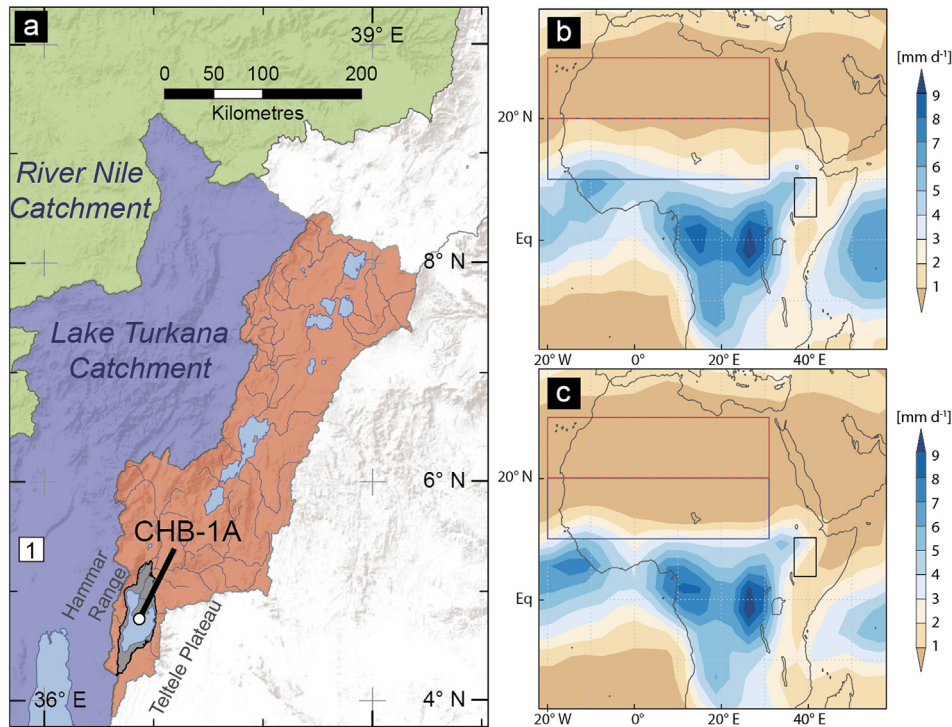 a
39° E
0 50 100 200
Kilometres
River Nile
Catchment
8° N
Lake Turkana
Catchment
6° N
CHB-1A
1
Hammar
Range
Teltele Plateau
36° E
4° N
b
[mm d⁻¹]
9
8
7
6
5
4
3
2
1
20° N
Eq
20° W 0° 20° E 40° E
c
[mm d⁻¹]
9
8
7
6
5
4
3
2
1
20° N
Eq
20° W 0° 20° E 40° E